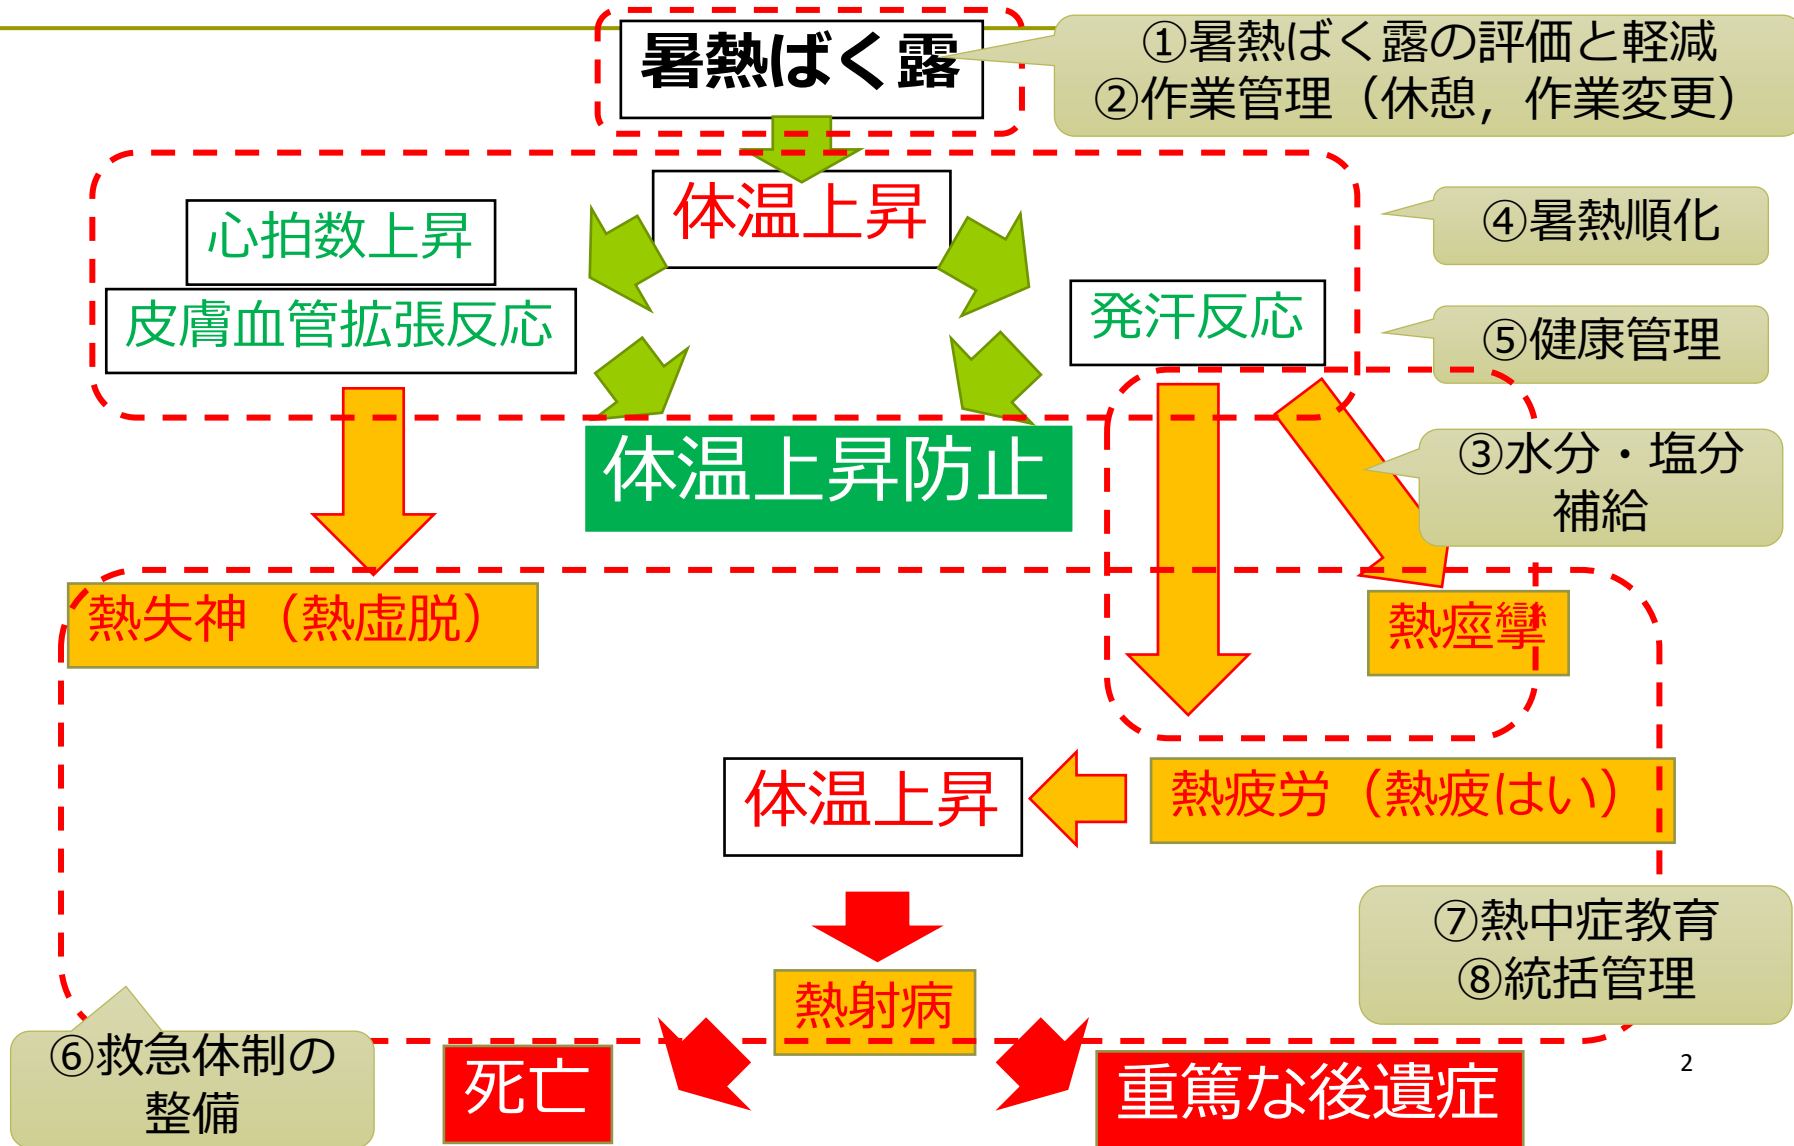 暑熱ばく露
①暑熱ばく露の評価と軽減
②作業管理（休憩，作業変更）
体温上昇
心拍数上昇
皮膚血管拡張反応
発汗反応
④暑熱順化
⑤健康管理
体温上昇防止
③水分・塩分
補給
熱失神（熱虚脱）
熱痙攣
体温上昇
熱疲労（熱疲はい）
⑦熱中症教育
⑧統括管理
熱射病
⑥救急体制の
整備
死亡
重篤な後遺症
2